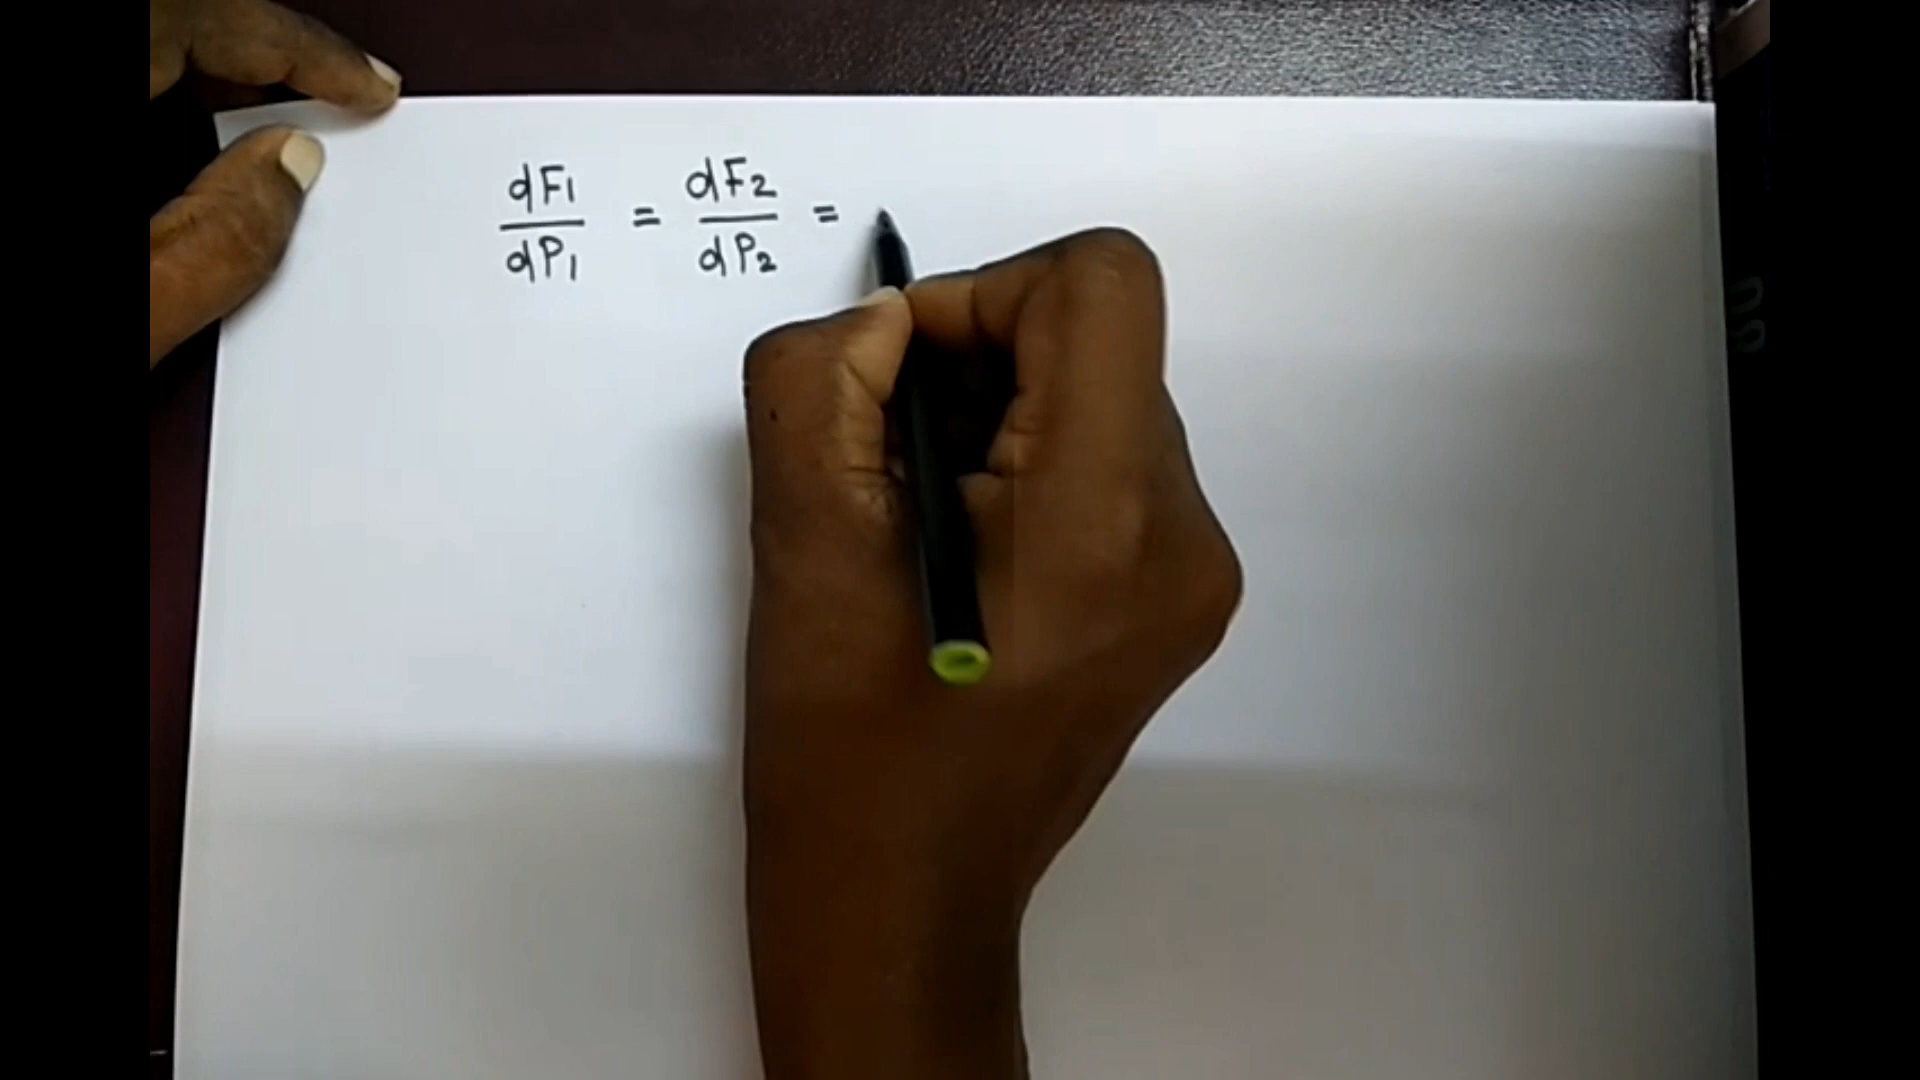 dF1/dP1 = dF2/dP2 =